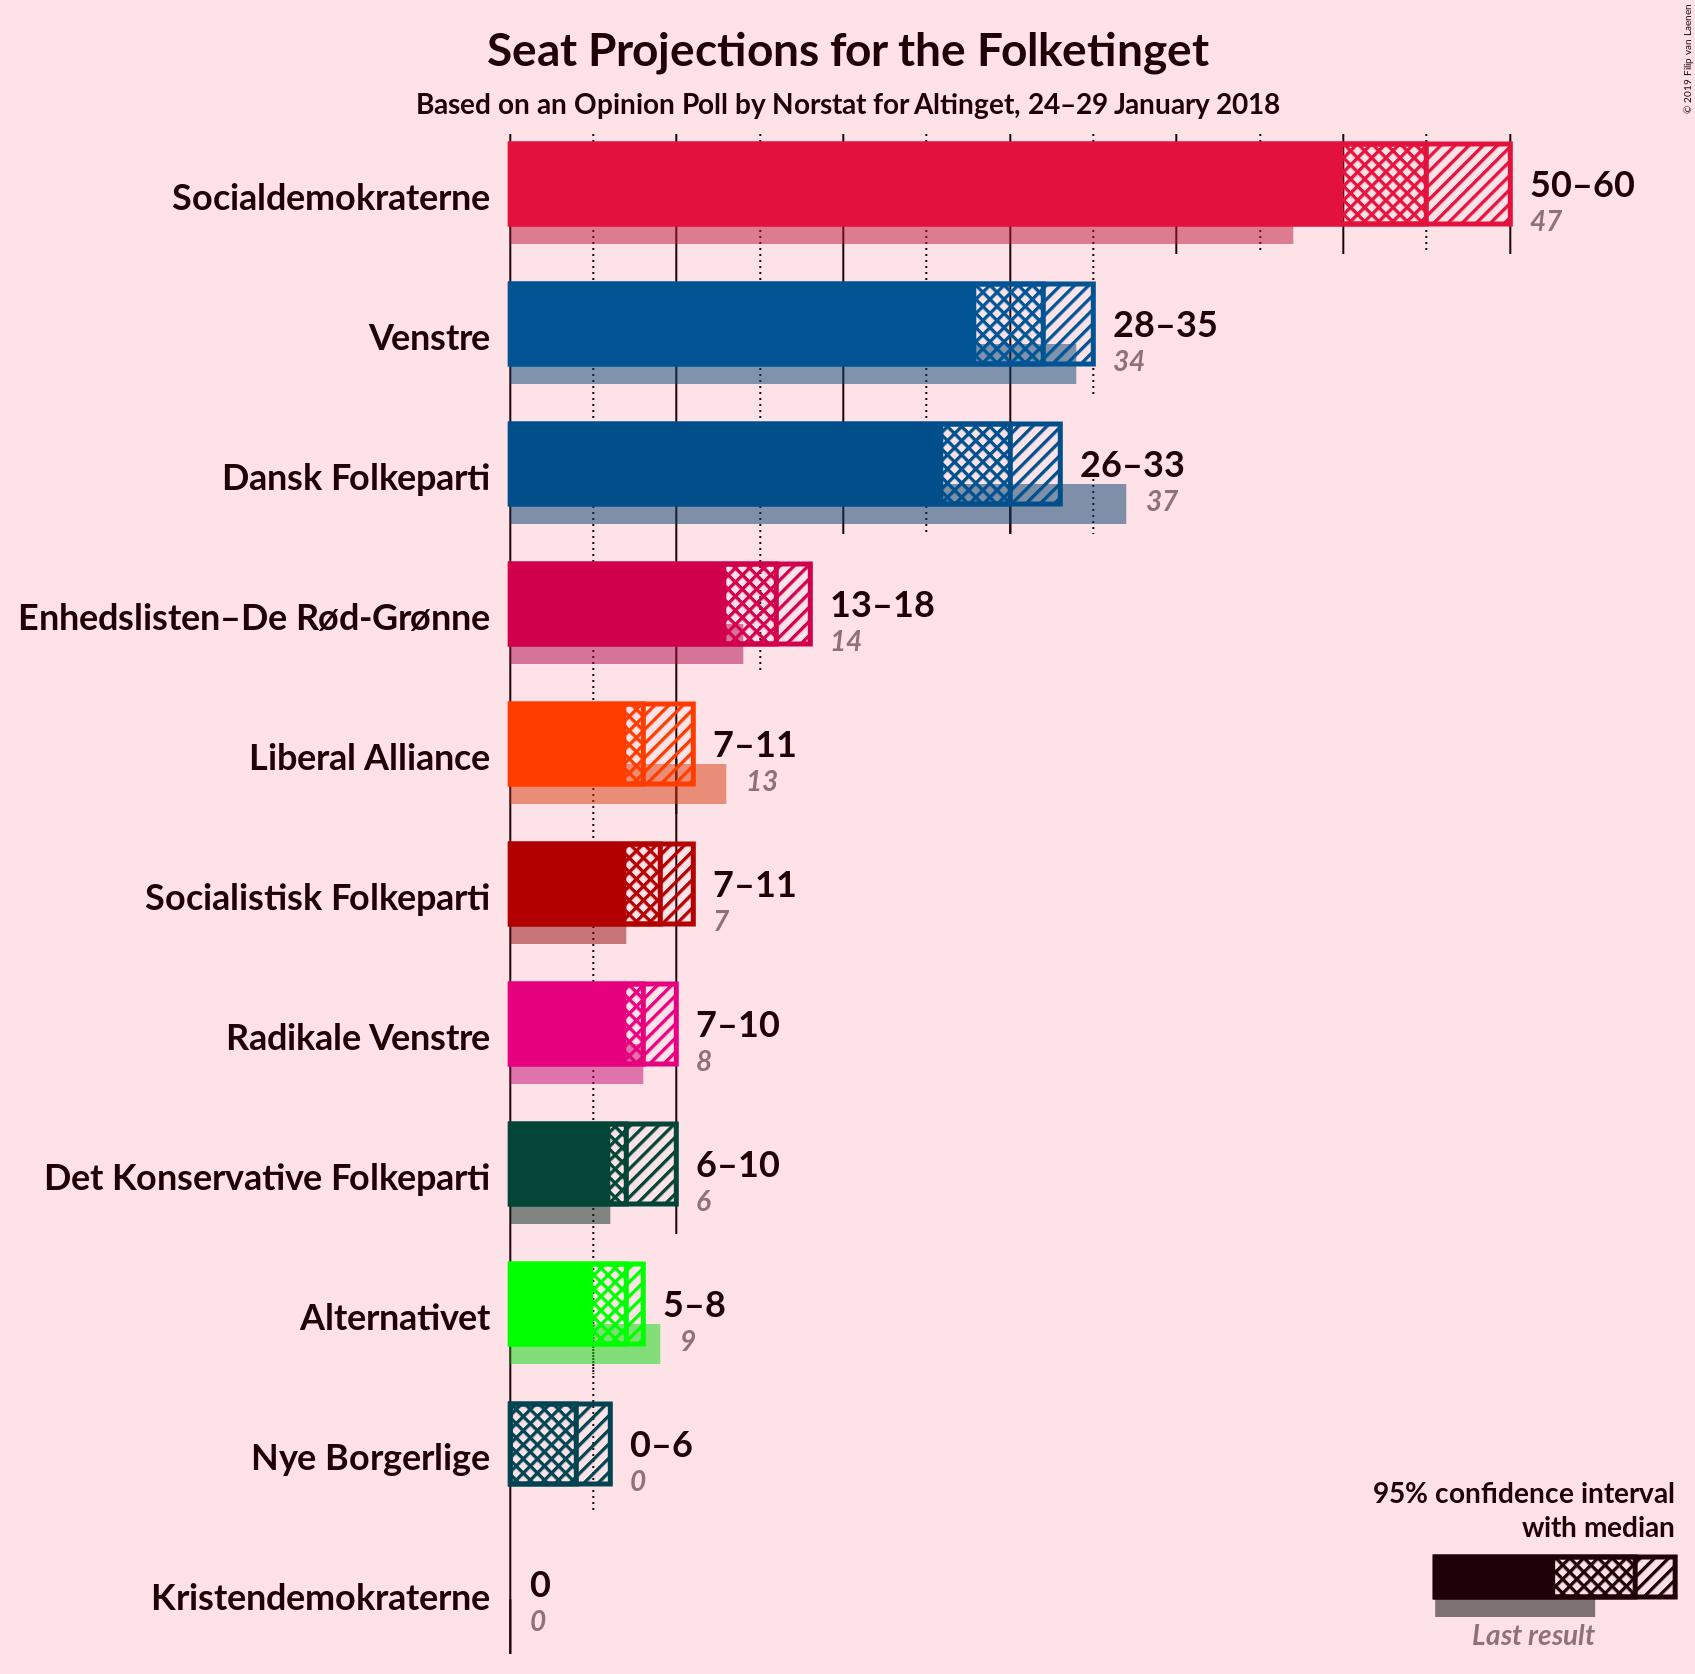 Seat Projections for the Folketinget
Based on an Opinion Poll by Norstat for Altinget, 24–29 January 2018
© 2019 Filip van Laenen
Socialdemokraterne
50–60
47
Venstre
28–35
34
Dansk Folkeparti
26–33
37
Enhedslisten–De Rød-Grønne
13–18
14
Liberal Alliance
7–11
13
Socialistisk Folkeparti
7–11
7
Radikale Venstre
7–10
8
Det Konservative Folkeparti
6–10
6
Alternativet
5–8
9
Nye Borgerlige
0–6
0
Kristendemokraterne
0
0
95% confidence interval
with median
Last result